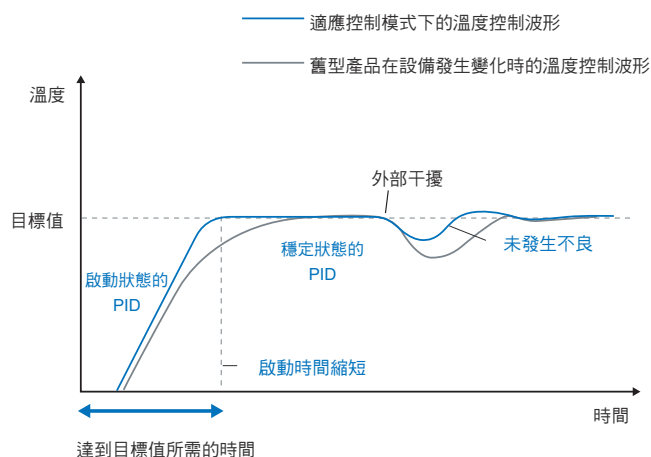 適應控制模式下的溫度控制波形
舊型產品在設備發生變化時的溫度控制波形
溫度
外部干擾
目標值
未發生不良
穩定狀態的
PID
啟動狀態的
PID
啟動時間縮短
時間
達到目標值所需的時間